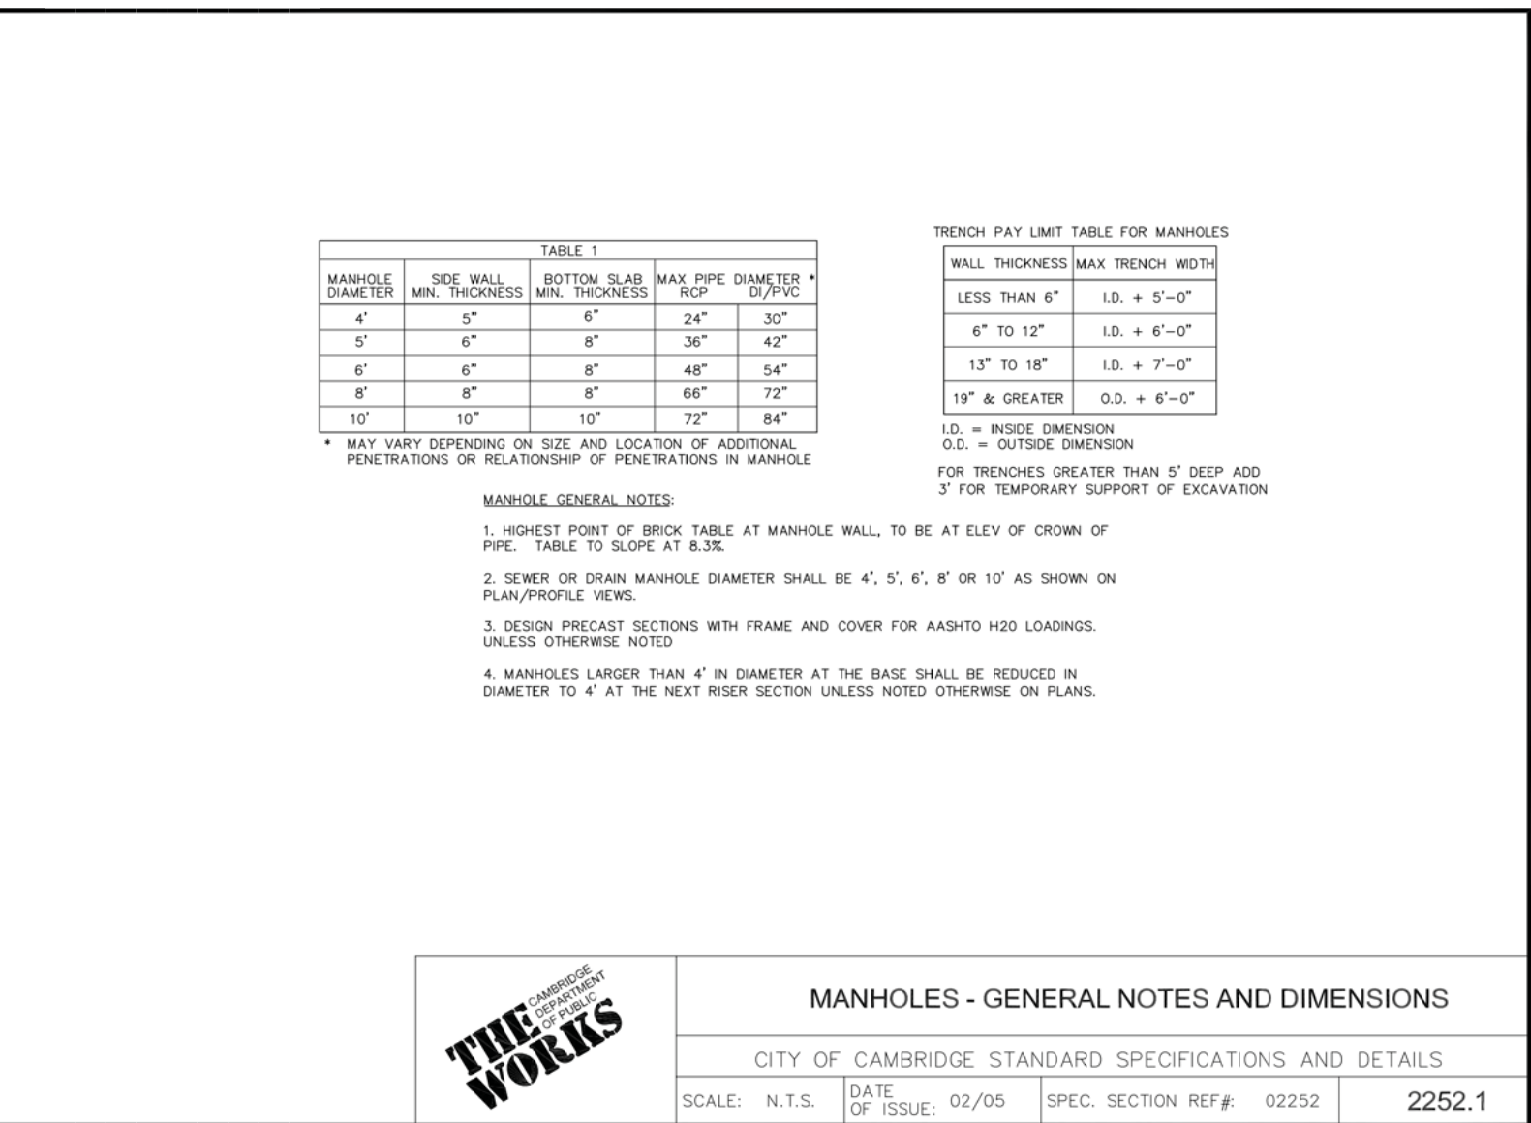 TABLE 1
MANHOLE DIAMETER SIDE WALL MIN. THICKNESS BOTTOM SLAB MIN. THICKNESS MAX PIPE DIAMETER * RCP DI/PVC
4' 5" 6" 24" 30"
5' 6" 8" 36" 42"
6' 6" 8" 48" 54"
8' 8" 8" 66" 72"
10' 10" 10" 72" 84"
* MAY VARY DEPENDING ON SIZE AND LOCATION OF ADDITIONAL
PENETRATIONS OR RELATIONSHIP OF PENETRATIONS IN MANHOLE
TRENCH PAY LIMIT TABLE FOR MANHOLES
WALL THICKNESS MAX TRENCH WIDTH
LESS THAN 6" I.D. + 5'-0"
6" TO 12" I.D. + 6'-0"
13" TO 18" I.D. + 7'-0"
19" & GREATER O.D. + 6'-0"
I.D. = INSIDE DIMENSION
O.D. = OUTSIDE DIMENSION
FOR TRENCHES GREATER THAN 5' DEEP ADD
3' FOR TEMPORARY SUPPORT OF EXCAVATION
MANHOLE GENERAL NOTES:
1. HIGHEST POINT OF BRICK TABLE AT MANHOLE WALL, TO BE AT ELEV OF CROWN OF
PIPE. TABLE TO SLOPE AT 8.3%.
2. SEWER OR DRAIN MANHOLE DIAMETER SHALL BE 4', 5', 6', 8' OR 10' AS SHOWN ON
PLAN/PROFILE VIEWS.
3. DESIGN PRECAST SECTIONS WITH FRAME AND COVER FOR AASHTO H20 LOADINGS.
UNLESS OTHERWISE NOTED
4. MANHOLES LARGER THAN 4' IN DIAMETER AT THE BASE SHALL BE REDUCED IN
DIAMETER TO 4' AT THE NEXT RISER SECTION UNLESS NOTED OTHERWISE ON PLANS.
CAMBRIDGE
DEPARTMENT
OF PUBLIC
THE
WORKS
MANHOLES - GENERAL NOTES AND DIMENSIONS
CITY OF CAMBRIDGE STANDARD SPECIFICATIONS AND DETAILS
SCALE: N.T.S.
DATE
OF ISSUE: 02/05
SPEC. SECTION REF#: 02252
2252.1